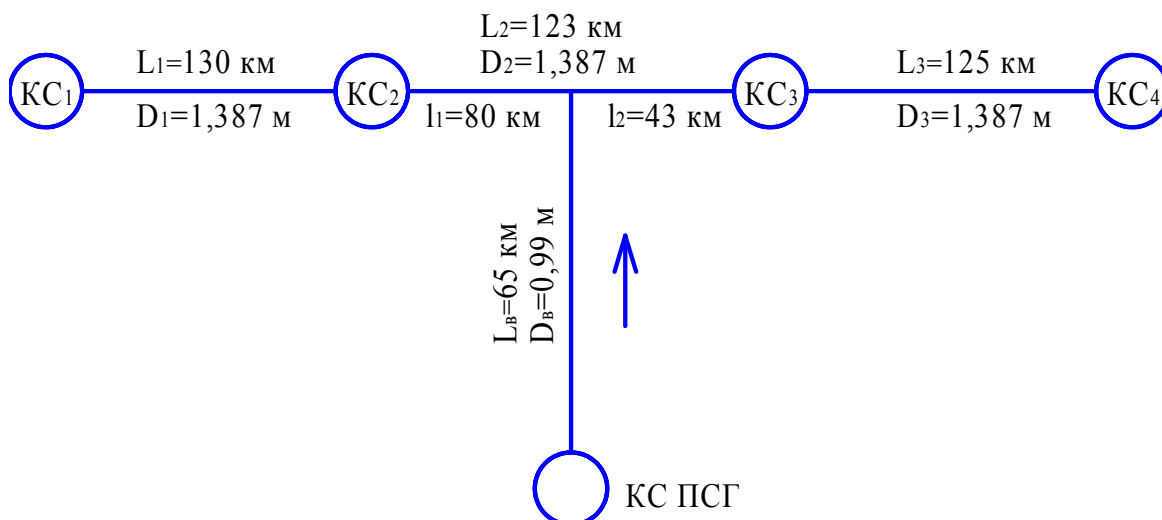 L₂=123 км
L₁=130 км D₂=1,387 м L₃=125 км
КС₁ КС₂ КС₃ КС₄
D₁=1,387 м l₁=80 км l₂=43 км D₃=1,387 м
Lв=65 км
Dв=0,99 м
КС ПСГ